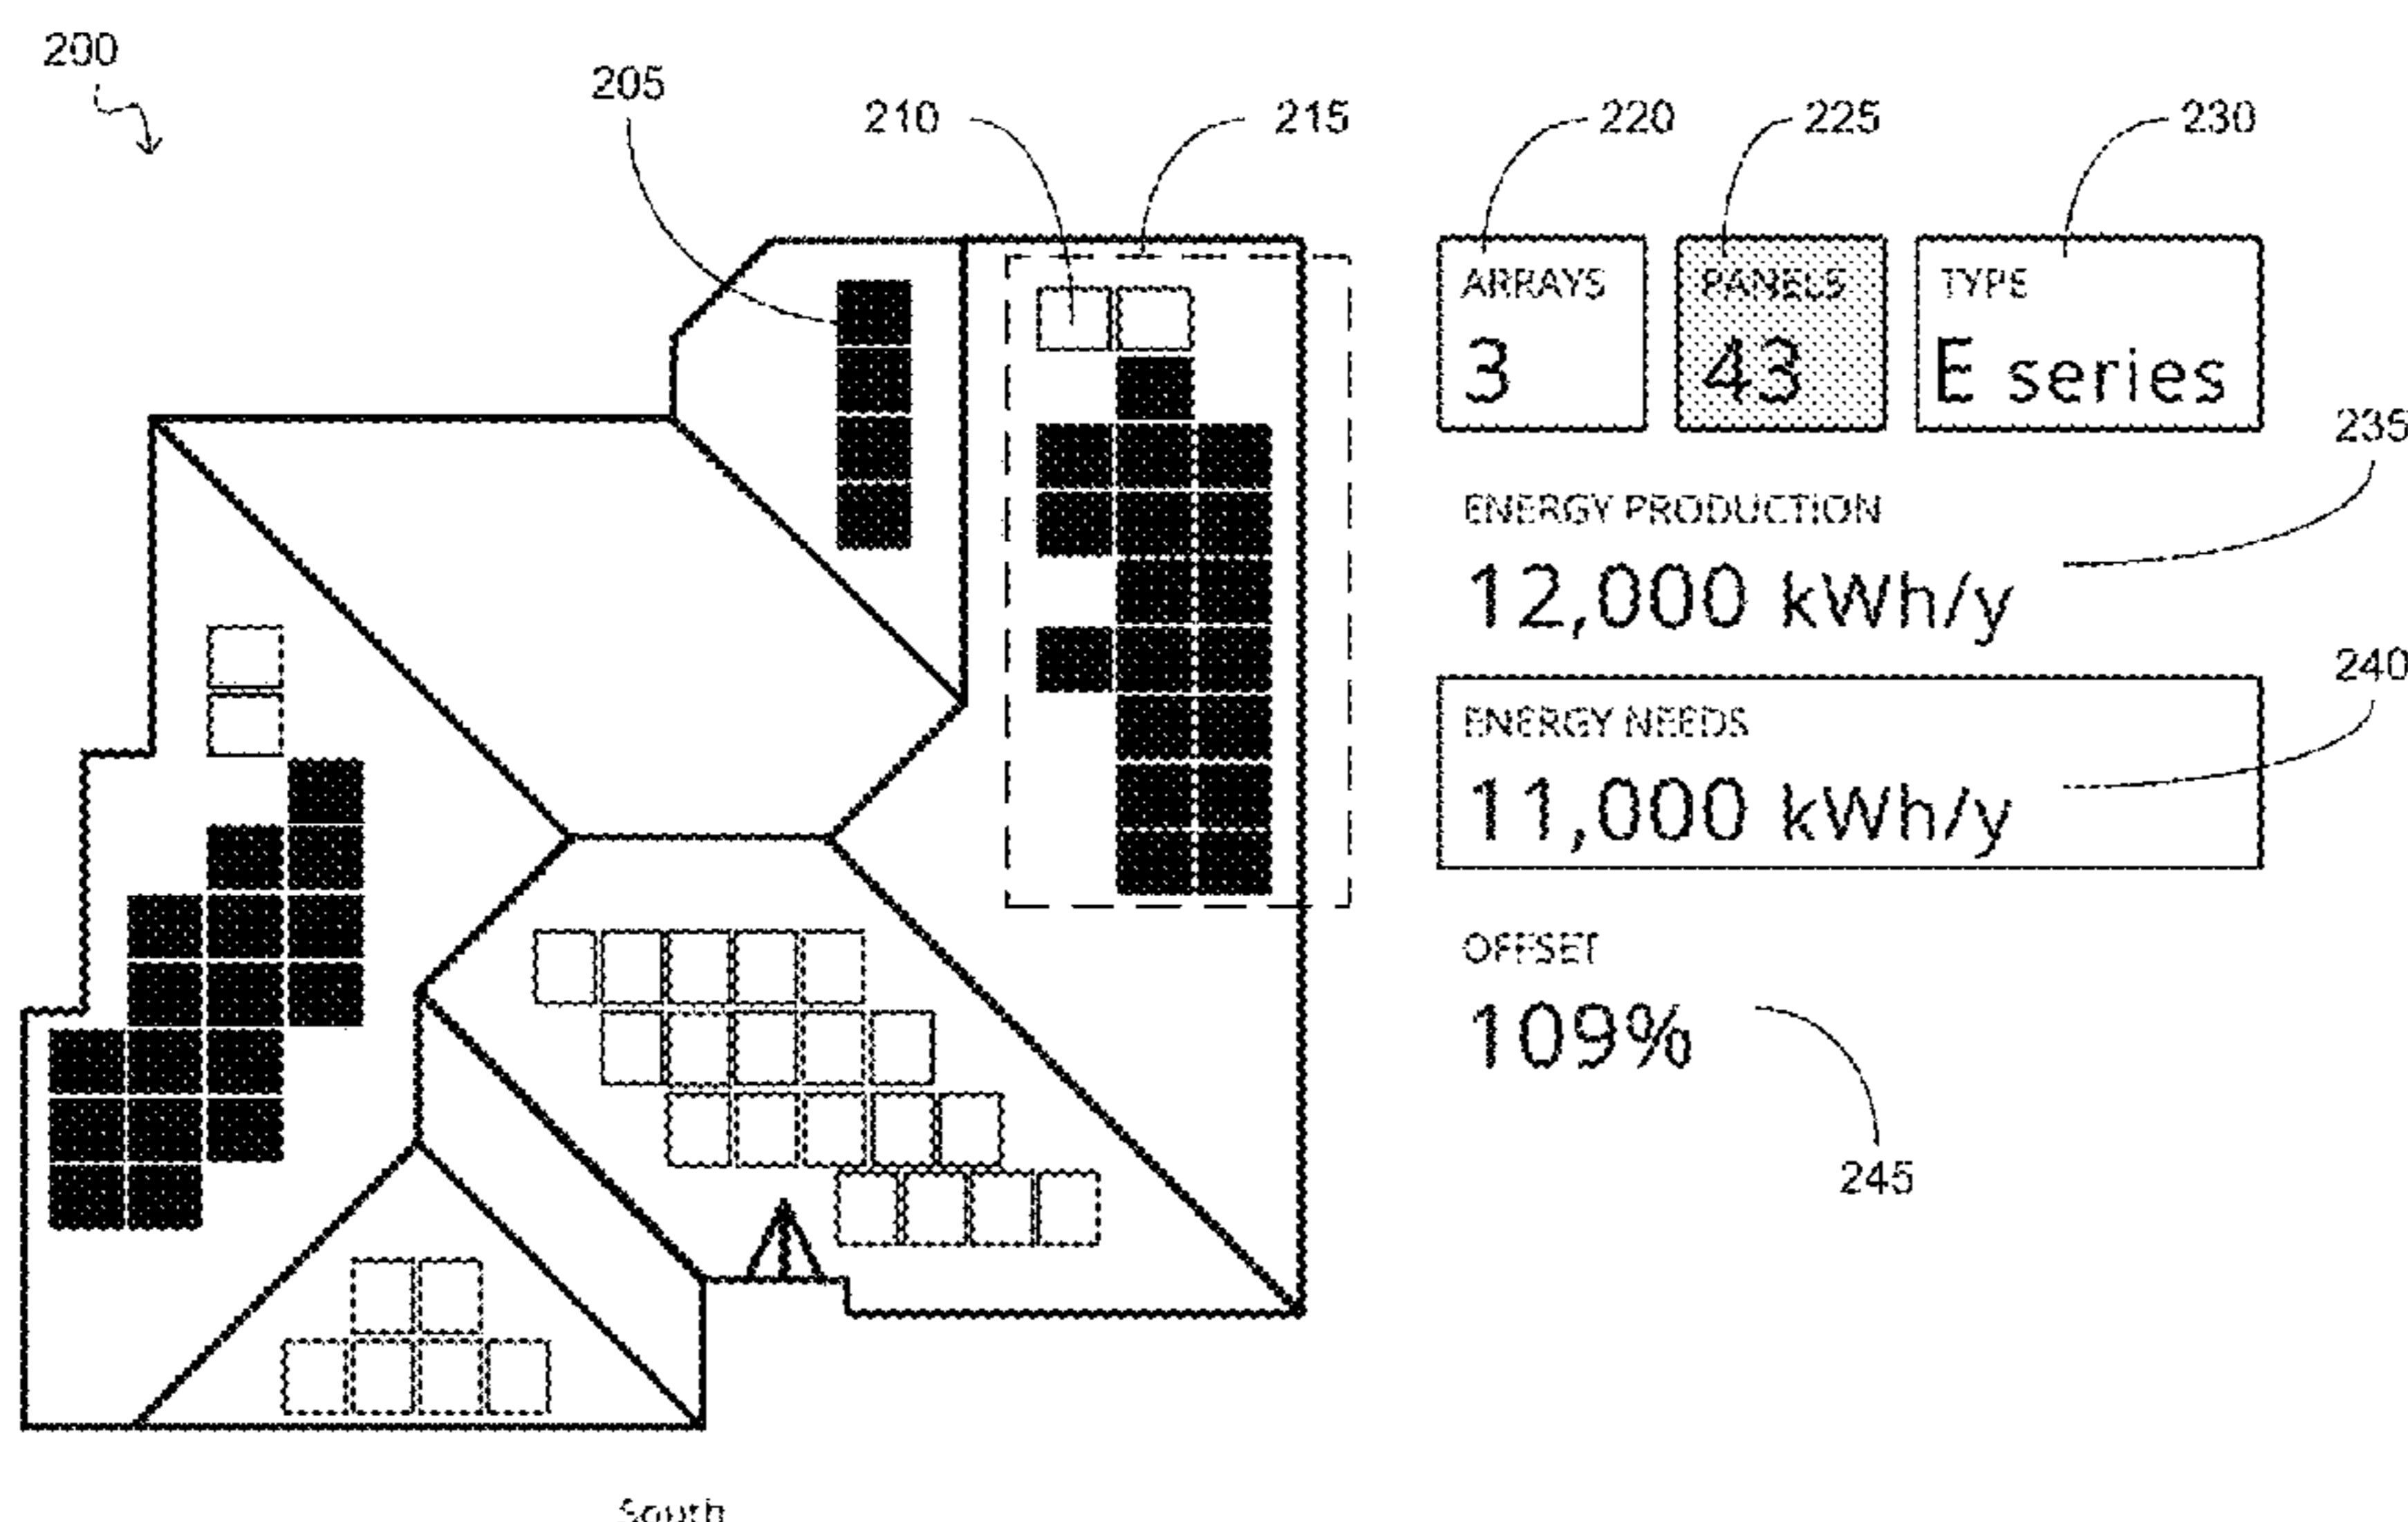 200
205
210
215
220
225
230
ARRAYS
3
PANELS
43
TYPE
E series
235
ENERGY PRODUCTION
12,000 kWh/y
240
ENERGY NEEDS
11,000 kWh/y
OFFSET
109%
245
South